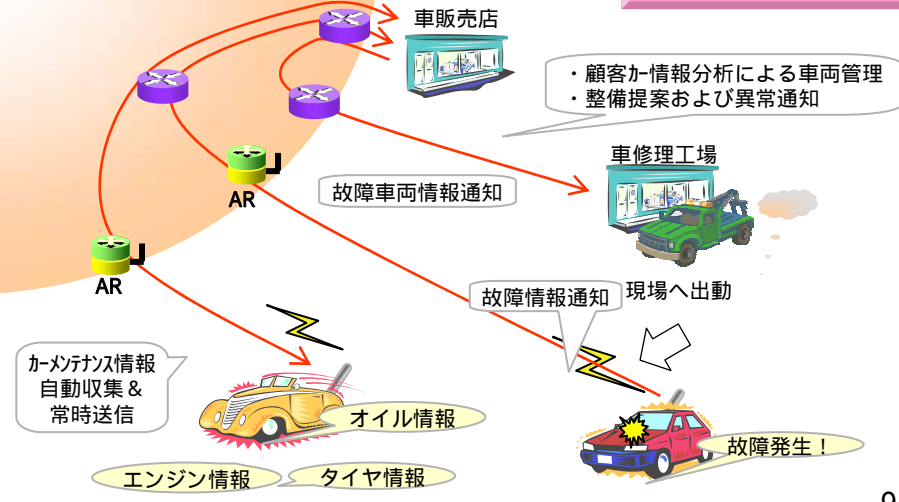 車販売店
・顧客ｶｰ情報分析による車両管理
・整備提案および異常通知
車修理工場
AR
故障車両情報通知
AR
故障情報通知
現場へ出動
ｶｰﾒﾝﾃﾅﾝｽ情報
自動収集＆
常時送信
オイル情報
故障発生！
エンジン情報
タイヤ情報
9